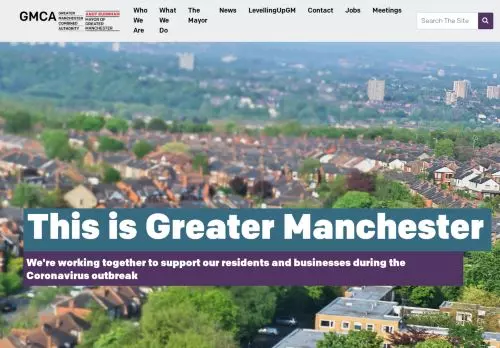 GMCA
GREATER
MANCHESTER
COMBINED
AUTHORITY
ANDY BURNHAM
MAYOR OF
GREATER
MANCHESTER
Who
We
Are
What
We
Do
The
Mayor
News
LevellingUpGM
Contact
Jobs
Meetings
Search The Site
This is Greater Manchester
We're working together to support our residents and businesses during the
Coronavirus outbreak